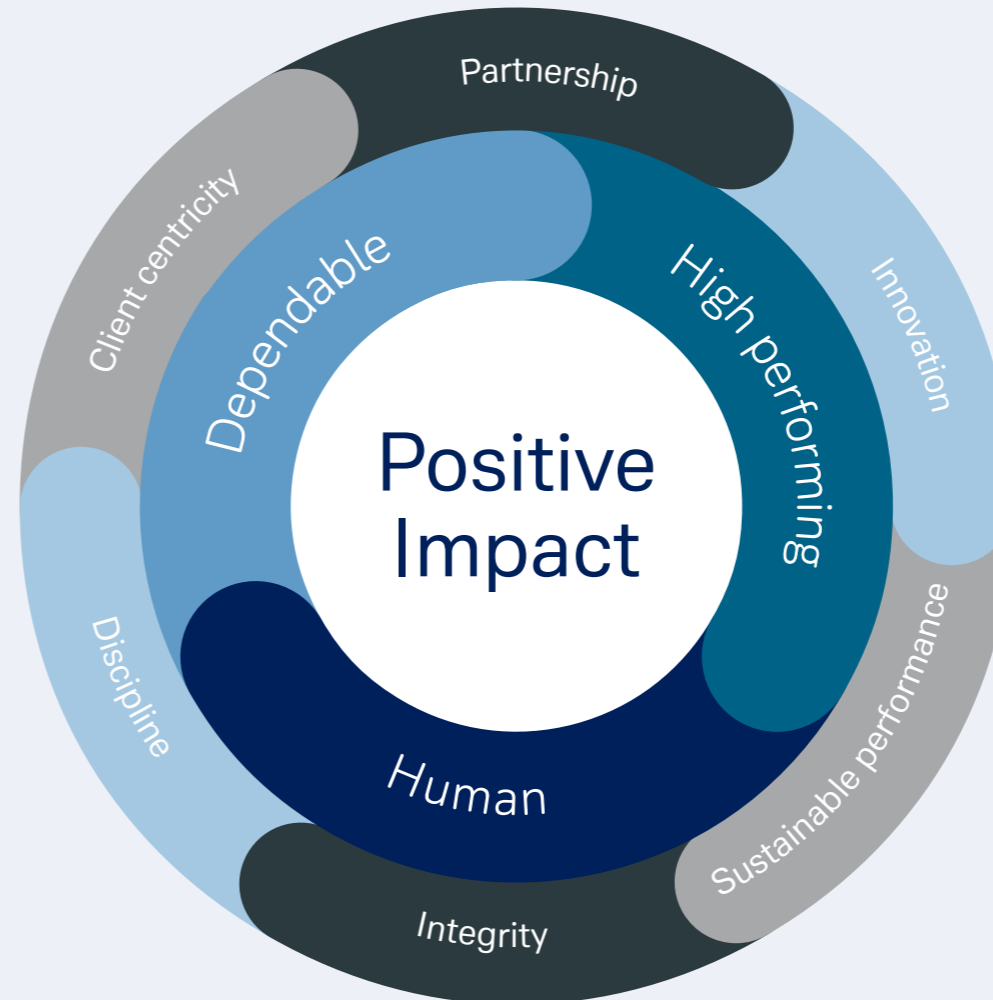 Partnership
Innovation
Sustainable performance
Integrity
Discipline
Client centricity
Dependable
High performing
Human
Positive
Impact